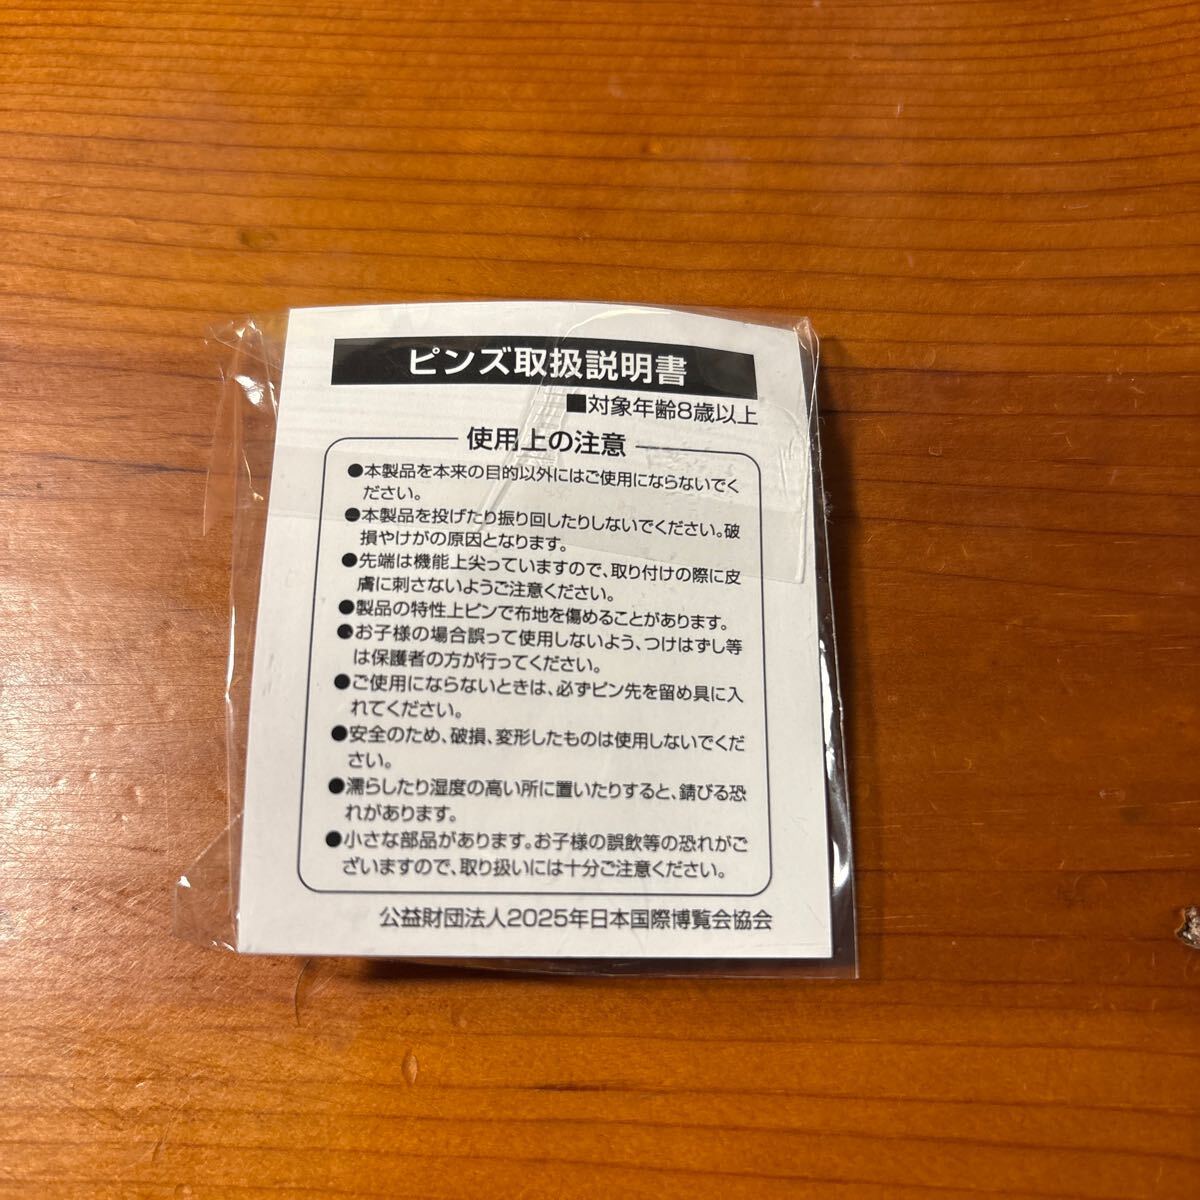 ピンズ取扱説明書
■対象年齢8歳以上
使用上の注意
●本製品を本来の目的以外にはご使用にならないでく
ださい。
●本製品を投げたり振り回したりしないでください。破
損やけがの原因となります。
●先端は機能上尖っていますので、取り付けの際に皮
膚に刺さないようご注意ください。
●製品の特性上ピンで布地を傷めることがあります。
●お子様の場合誤って使用しないよう、つけはずし等
は保護者の方が行ってください。
●ご使用にならないときは、必ずピン先を留め具に入
れてください。
●安全のため、破損、変形したものは使用しないでくだ
さい。
●濡らしたり湿度の高い所に置いたりすると、錆びる恐
れがあります。
●小さな部品があります。お子様の誤飲等の恐れがご
ざいますので、取り扱いには十分ご注意ください。
公益財団法人2025年日本国際博覧会協会